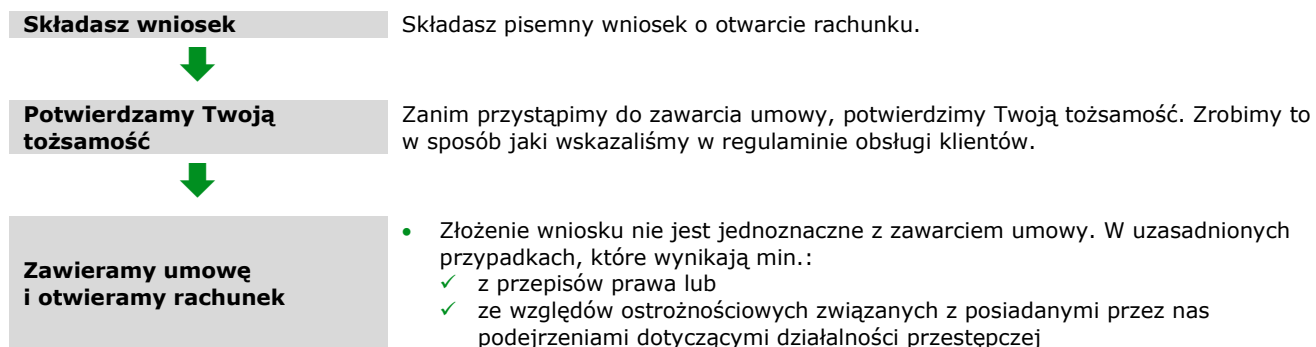 Składasz wniosek
Składasz pisemny wniosek o otwarcie rachunku.
Potwierdzamy Twoją
tożsamość
Zanim przystąpimy do zawarcia umowy, potwierdzimy Twoją tożsamość. Zrobimy to
w sposób jaki wskazaliśmy w regulaminie obsługi klientów.
Zawieramy umowę
i otwieramy rachunek
• Złożenie wniosku nie jest jednoznaczne z zawarciem umowy. W uzasadnionych
przypadkach, które wynikają min.:
✓ z przepisów prawa lub
✓ ze względów ostrożnościowych związanych z posiadanymi przez nas
podejrzeniami dotyczącymi działalności przestępczej